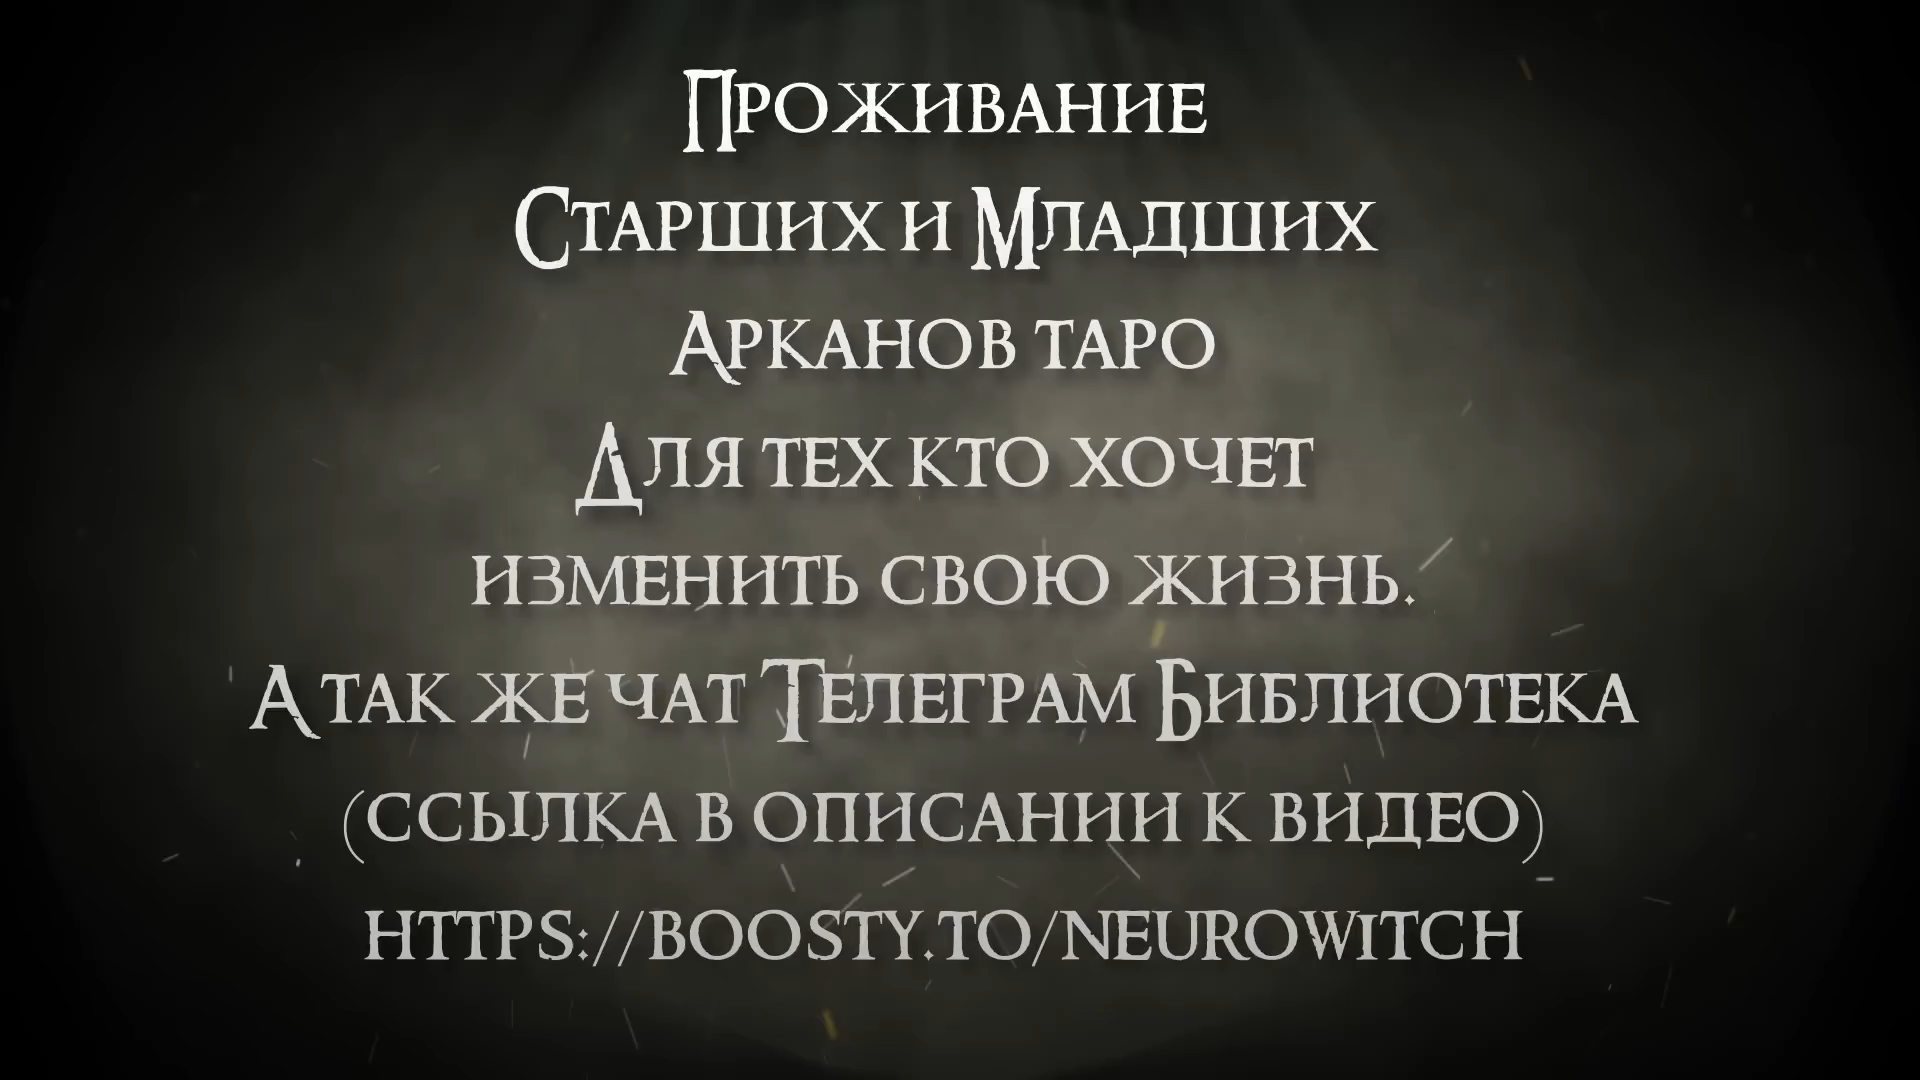 Проживание
Старших и Младших
Арканов таро
Для тех кто хочет
изменить свою жизнь.
А так же чат Телеграм Библиотека
(ссылка в описании к видео)
https://boosty.to/neurowitch